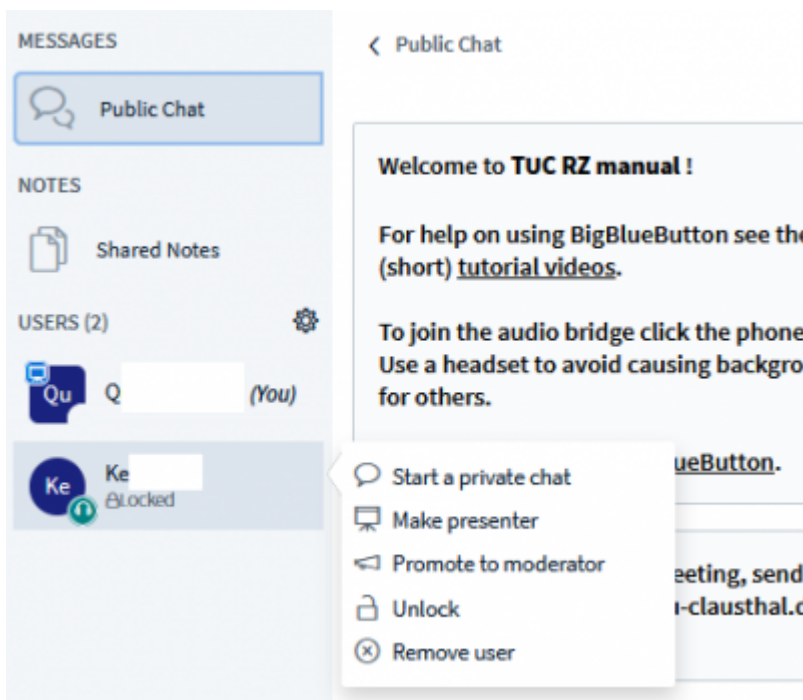 MESSAGES
Public Chat
NOTES
Shared Notes
USERS (2)
Qu
Q
(You)
Ke
Ke
Locked
Public Chat
Welcome to TUC RZ manual !
For help on using BigBlueButton see the
(short) tutorial videos.
To join the audio bridge click the phone
Use a headset to avoid causing backgro
for others.
ueButton.
Start a private chat
Make presenter
Promote to moderator
Unlock
Remove user
eeting, send
-clausthal.d